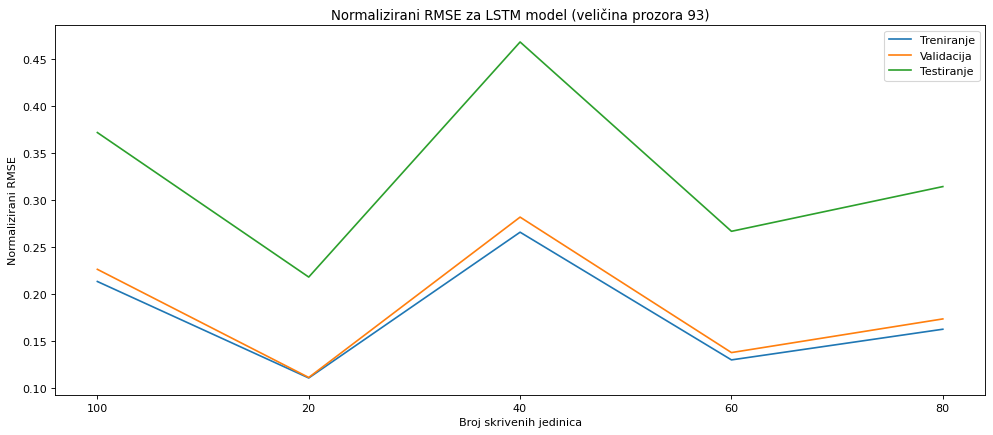 Normalizirani RMSE za LSTM model (veličina prozora 93)
Treniranje
Validacija
Testiranje
Normalizirani RMSE
0.45
0.40
0.35
0.30
0.25
0.20
0.15
0.10
100 20 40 60 80
Broj skrivenih jedinica